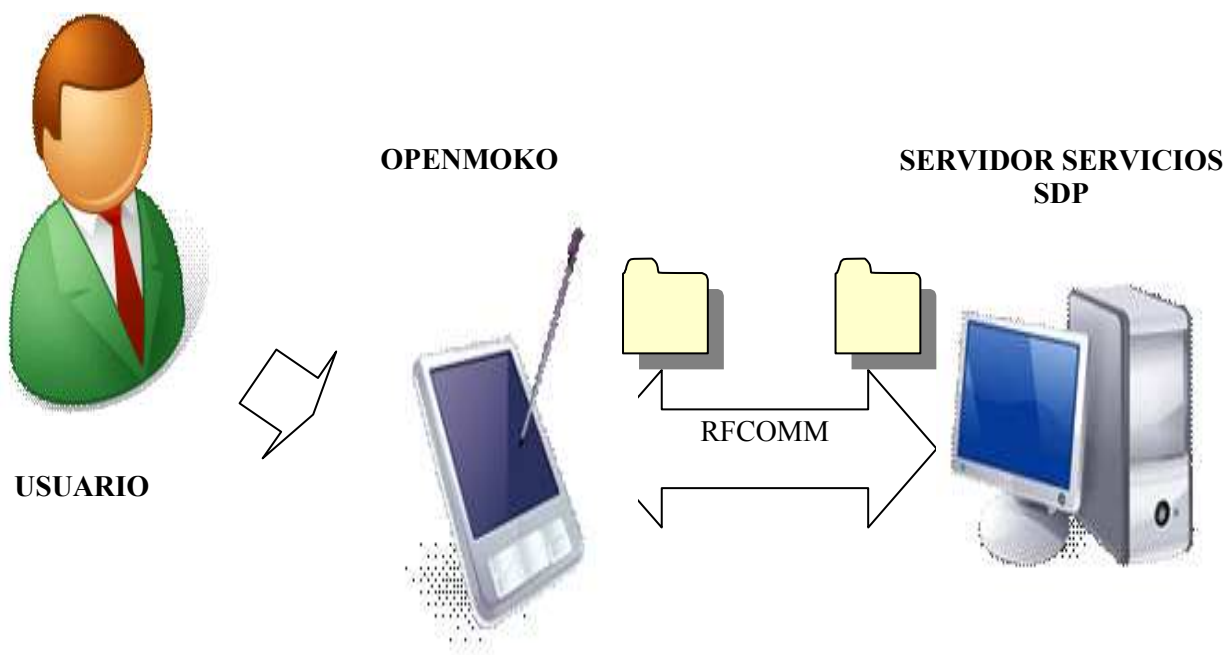 OPENMOKO
SERVIDOR SERVICIOS
SDP
RFCOMM
USUARIO